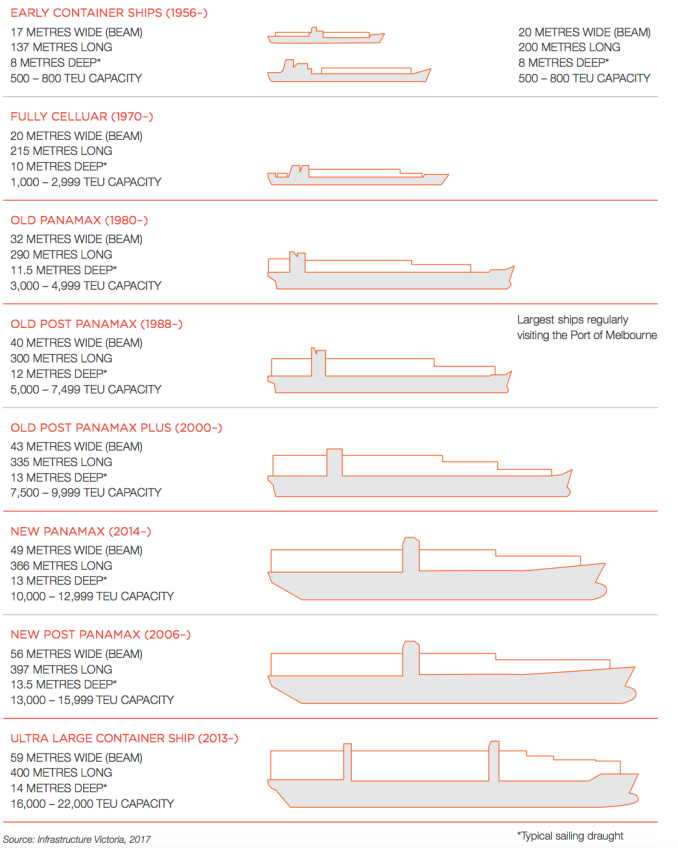 EARLY CONTAINER SHIPS (1956–)
17 METRES WIDE (BEAM)
137 METRES LONG
8 METRES DEEP*
500 – 800 TEU CAPACITY
20 METRES WIDE (BEAM)
200 METRES LONG
8 METRES DEEP*
500 – 800 TEU CAPACITY
FULLY CELLUAR (1970–)
20 METRES WIDE (BEAM)
215 METRES LONG
10 METRES DEEP*
1,000 – 2,999 TEU CAPACITY
OLD PANAMAX (1980–)
32 METRES WIDE (BEAM)
290 METRES LONG
11.5 METRES DEEP*
3,000 – 4,999 TEU CAPACITY
OLD POST PANAMAX (1988–)
40 METRES WIDE (BEAM)
300 METRES LONG
12 METRES DEEP*
5,000 – 7,499 TEU CAPACITY
Largest ships regularly
visiting the Port of Melbourne
OLD POST PANAMAX PLUS (2000–)
43 METRES WIDE (BEAM)
335 METRES LONG
13 METRES DEEP*
7,500 – 9,999 TEU CAPACITY
NEW PANAMAX (2014–)
49 METRES WIDE (BEAM)
366 METRES LONG
13 METRES DEEP*
10,000 – 12,999 TEU CAPACITY
NEW POST PANAMAX (2006–)
56 METRES WIDE (BEAM)
397 METRES LONG
13.5 METRES DEEP*
13,000 – 15,999 TEU CAPACITY
ULTRA LARGE CONTAINER SHIP (2013–)
59 METRES WIDE (BEAM)
400 METRES LONG
14 METRES DEEP*
16,000 – 22,000 TEU CAPACITY
Source: Infrastructure Victoria, 2017
*Typical sailing draught